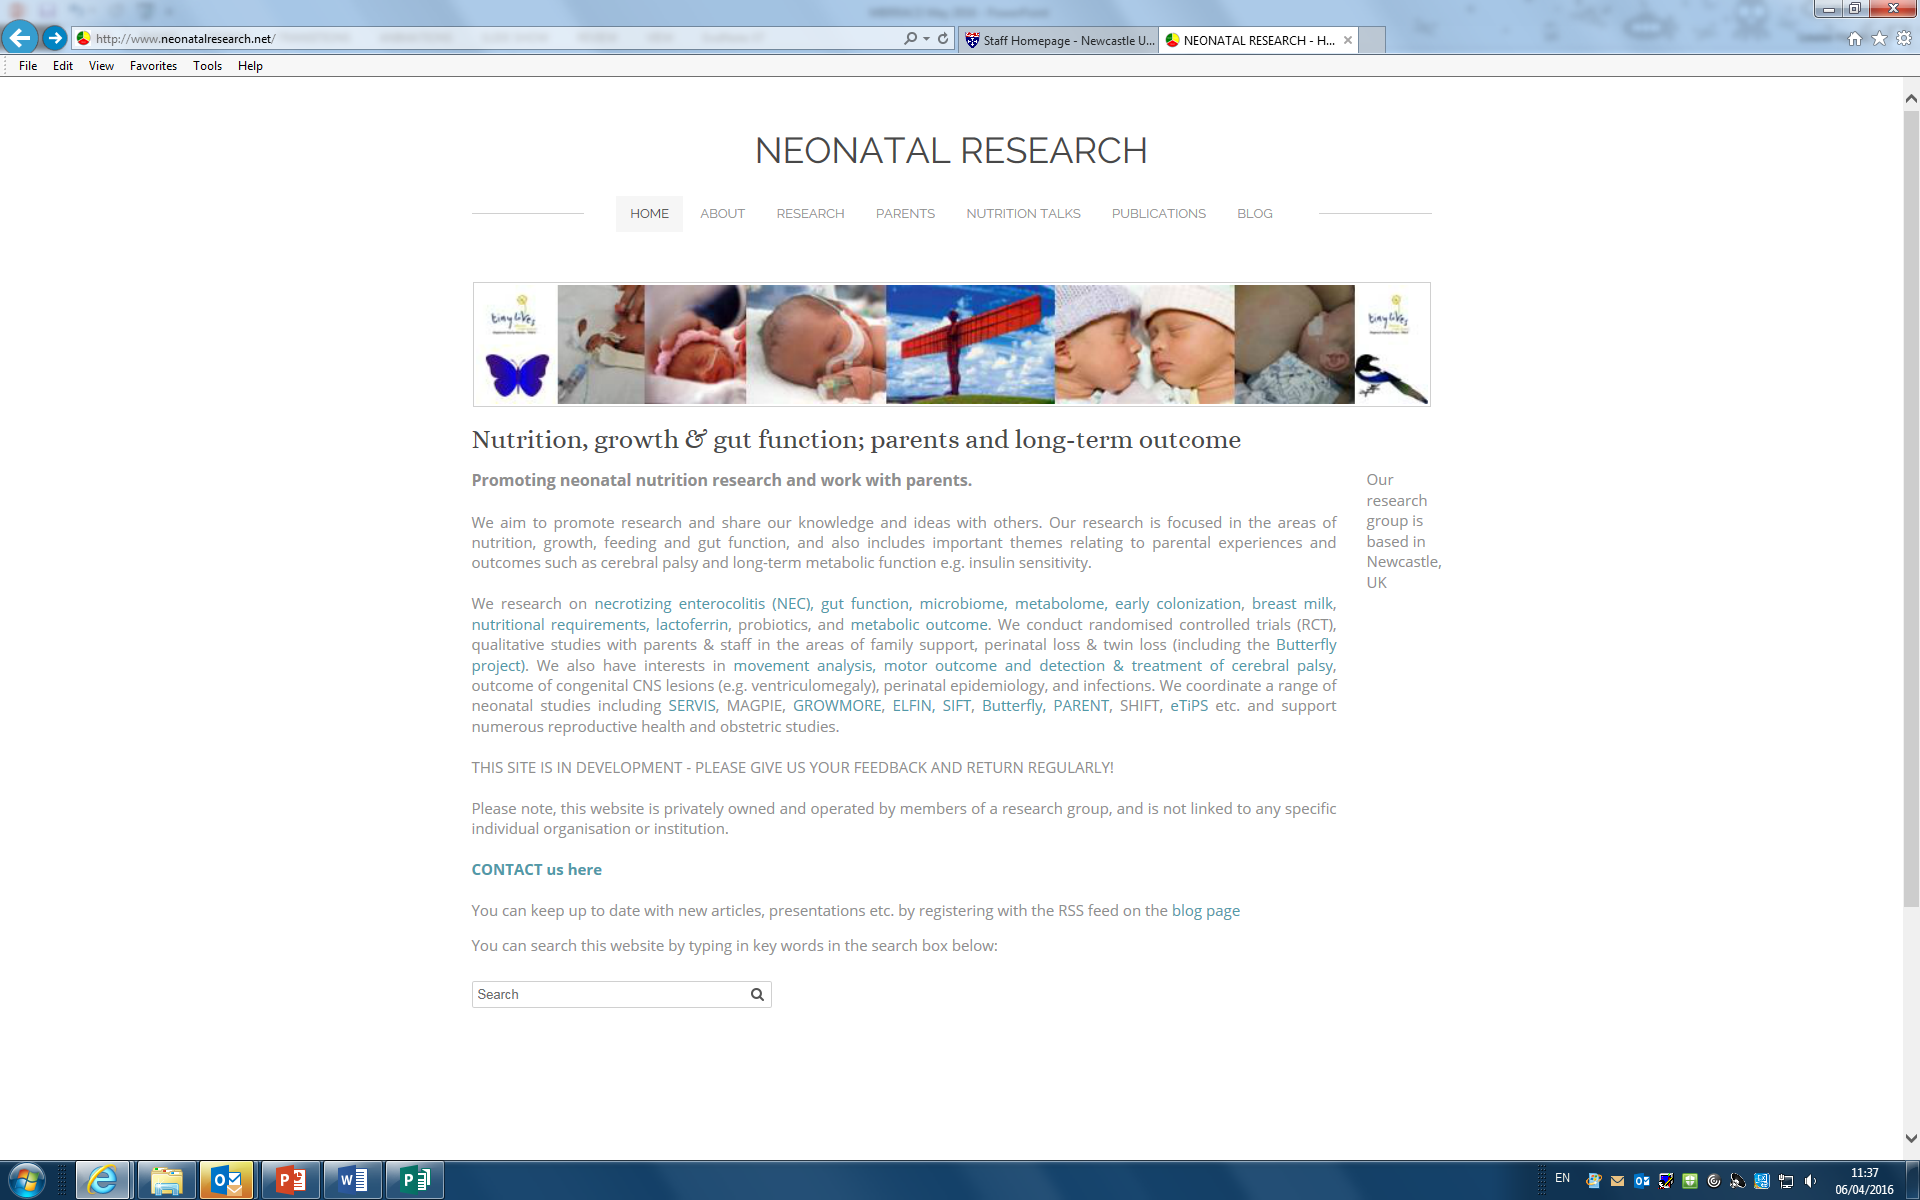 http://www.neonatalresearch.net/
Staff Homepage - Newcastle U...
NEONATAL RESEARCH - H...
File Edit View Favorites Tools Help
NEONATAL RESEARCH
HOME ABOUT RESEARCH PARENTS NUTRITION TALKS PUBLICATIONS BLOG
tiny lives
tiny lives
Nutrition, growth & gut function; parents and long-term outcome
Promoting neonatal nutrition research and work with parents.
We aim to promote research and share our knowledge and ideas with others. Our research is focused in the areas of
nutrition, growth, feeding and gut function, and also includes important themes relating to parental experiences and
outcomes such as cerebral palsy and long-term metabolic function e.g. insulin sensitivity.
We research on necrotizing enterocolitis (NEC), gut function, microbiome, metabolome, early colonization, breast milk,
nutritional requirements, lactoferrin, probiotics, and metabolic outcome. We conduct randomised controlled trials (RCT),
qualitative studies with parents & staff in the areas of family support, perinatal loss & twin loss (including the Butterfly
project). We also have interests in movement analysis, motor outcome and detection & treatment of cerebral palsy,
outcome of congenital CNS lesions (e.g. ventriculomegaly), perinatal epidemiology, and infections. We coordinate a range of
neonatal studies including SERVIS, MAGPIE, GROWMORE, ELFIN, SIFT, Butterfly, PARENT, SHIFT, eTiPS etc. and support
numerous reproductive health and obstetric studies.
THIS SITE IS IN DEVELOPMENT - PLEASE GIVE US YOUR FEEDBACK AND RETURN REGULARLY!
Please note, this website is privately owned and operated by members of a research group, and is not linked to any specific
individual organisation or institution.
CONTACT us here
You can keep up to date with new articles, presentations etc. by registering with the RSS feed on the blog page
You can search this website by typing in key words in the search box below:
Search
Our
research
group is
based in
Newcastle,
UK
EN
11:37
06/04/2016